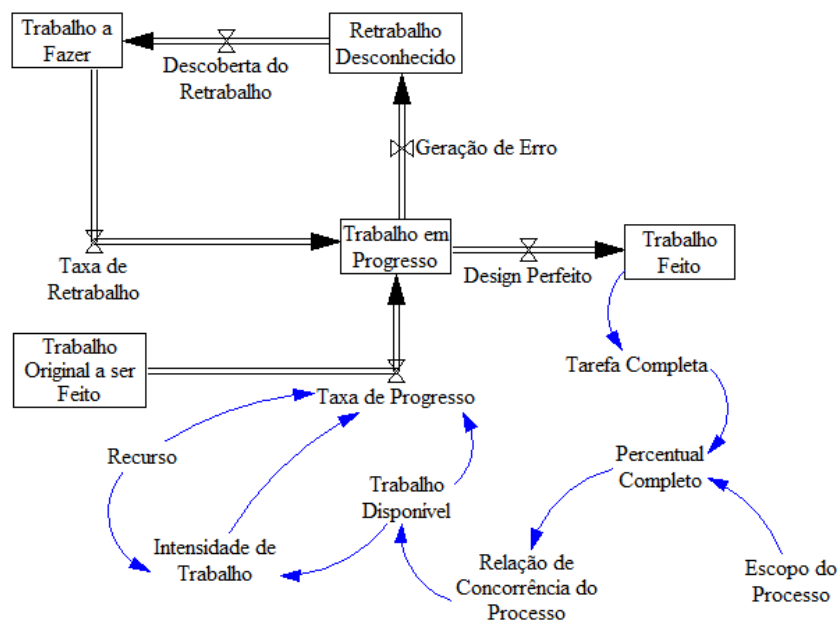 Trabalho a
Fazer
Retrabalho
Desconhecido
Descoberta do
Retrabalho
Geração de Erro
Trabalho em
Progresso
Trabalho
Feito
Taxa de
Retrabalho
Design Perfeito
Trabalho
Original a ser
Feito
Tarefa Completa
Taxa de Progresso
Recurso
Trabalho
Disponível
Percentual
Completo
Intensidade de
Trabalho
Relação de
Concorrência do
Processo
Escopo do
Processo